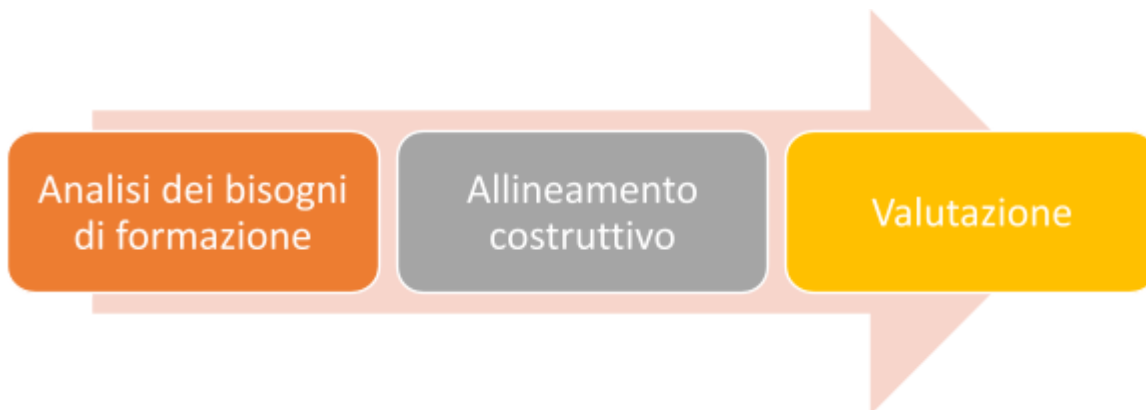 Analisi dei bisogni
di formazione
Allineamento
costruttivo
Valutazione